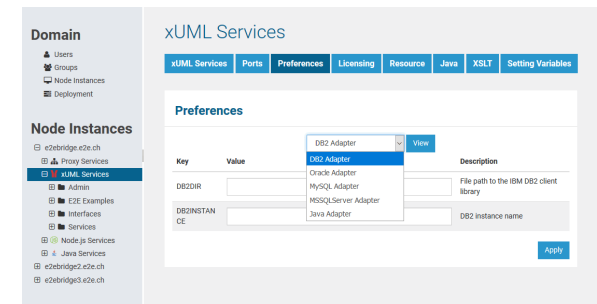 Domain
Users
Groups
Node Instances
Deployment
Node Instances
e2ebridge.e2e.ch
Proxy Services
xUML Services
Admin
E2E Examples
Interfaces
Services
Node.js Services
Java Services
e2ebridge2.e2e.ch
e2ebridge3.e2e.ch
xUML Services
xUML Services Ports Preferences Licensing Resource Java XSLT Setting Variables
Preferences
DB2 Adapter View
Key Value Description
DB2 Adapter
Oracle Adapter
MySQL Adapter
MSSQLServer Adapter
Java Adapter
DB2DIR
File path to the IBM DB2 client
library
DB2INSTAN
CE
DB2 instance name
Apply